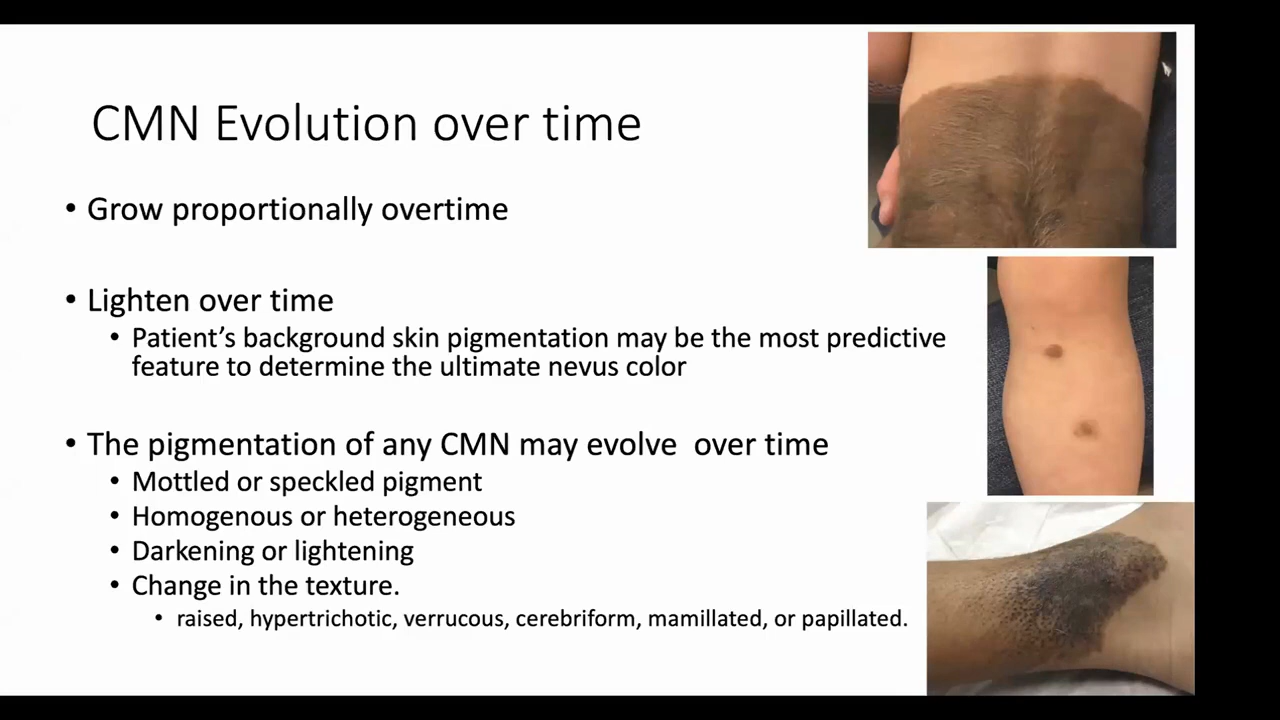 CMN Evolution over time
• Grow proportionally overtime
• Lighten over time
• Patient’s background skin pigmentation may be the most predictive
feature to determine the ultimate nevus color
• The pigmentation of any CMN may evolve  over time
• Mottled or speckled pigment
• Homogenous or heterogeneous
• Darkening or lightening
• Change in the texture.
• raised, hypertrichotic, verrucous, cerebriform, mamillated, or papillated.